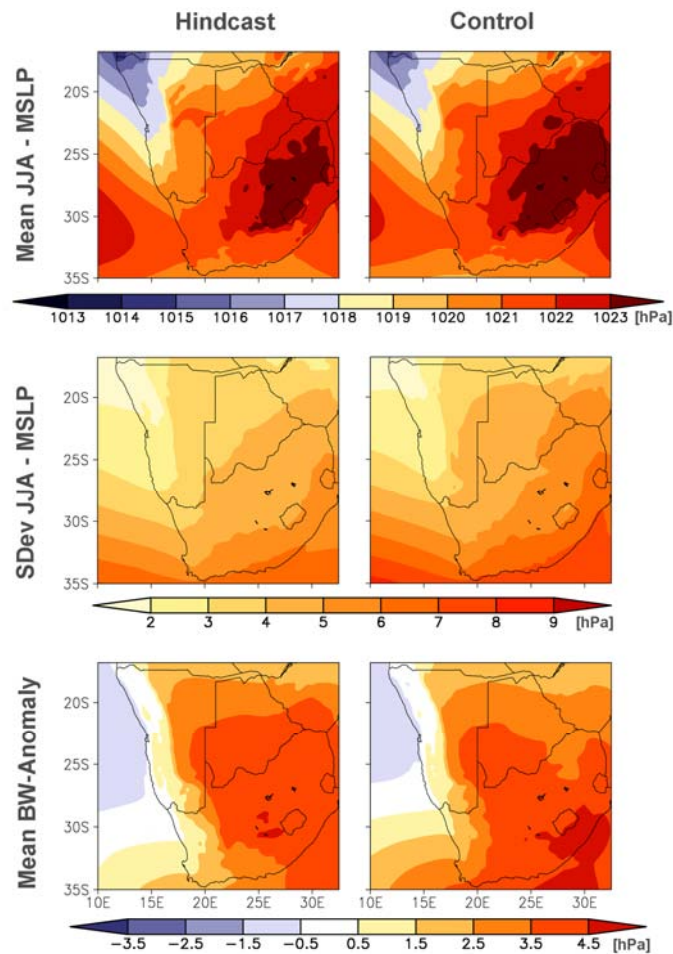 Hindcast Control
Mean JJA - MSLP
20S
25S
30S
35S
1013 1014 1015 1016 1017 1018 1019 1020 1021 1022 1023 [hPa]
SDev JJA - MSLP
20S
25S
30S
35S
2 3 4 5 6 7 8 9 [hPa]
Mean BW-Anomaly
20S
25S
30S
35S
10E 15E 20E 25E 30E 10E 15E 20E 25E 30E
-3.5 -2.5 -1.5 -0.5 0.5 1.5 2.5 3.5 4.5 [hPa]